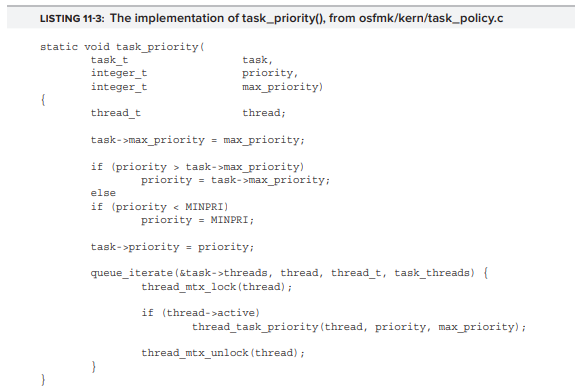 LISTING 11-3: The implementation of task_priority(), from osfmk/kern/task_policy.c
static void task_priority(
        task_t                  task,
        integer_t               priority,
        integer_t               max_priority)
{
        thread_t                thread;
        task->max_priority = max_priority;
        if (priority > task->max_priority)
                priority = task->max_priority;
        else
        if (priority < MINPRI)
                priority = MINPRI;
        task->priority = priority;
        queue_iterate(&task->threads, thread, thread_t, task_threads) {
                thread_mtx_lock(thread);
                if (thread->active)
                        thread_task_priority(thread, priority, max_priority);
                thread_mtx_unlock(thread);
        }
}